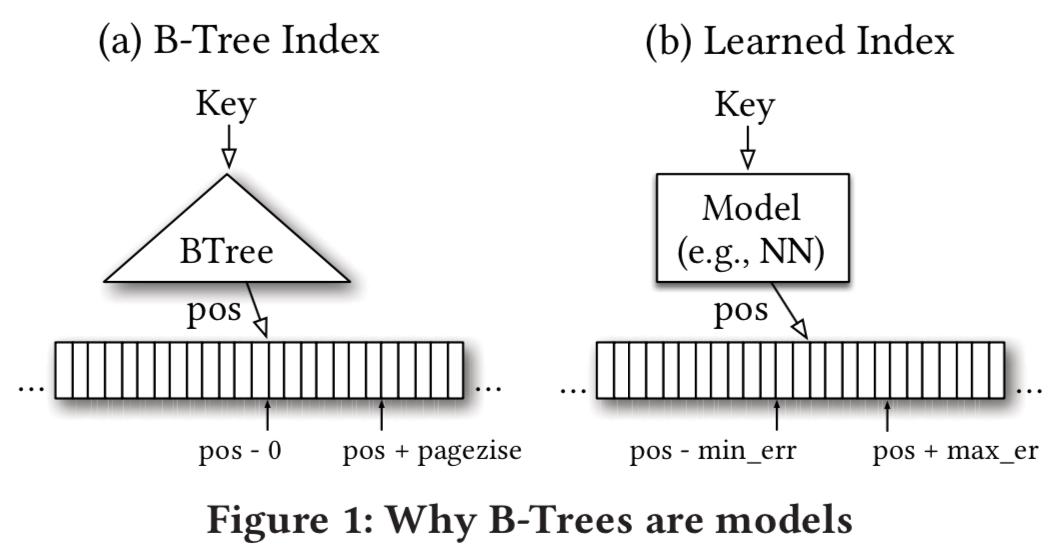 (a) B-Tree Index
Key
BTree
pos
...
...
pos - 0
pos + pagezise
(b) Learned Index
Key
Model
(e.g., NN)
pos
...
...
pos - min_err
pos + max_er
Figure 1: Why B-Trees are models